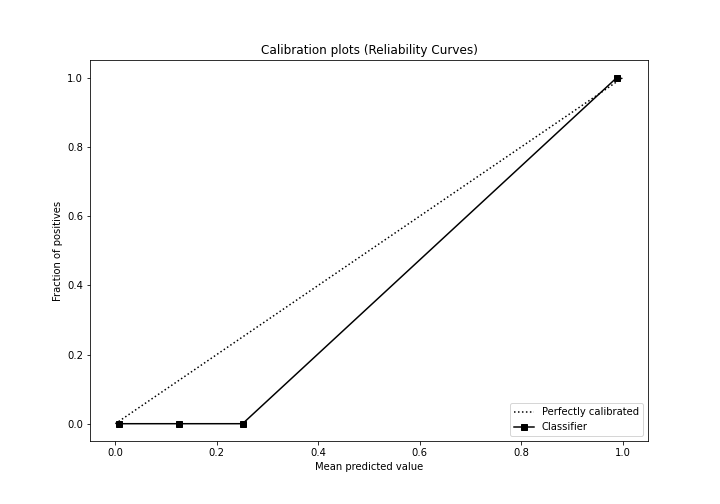 Calibration plots (Reliability Curves)
1.0
0.8
0.6
0.4
0.2
0.0
Fraction of positives
0.0 0.2 0.4 0.6 0.8 1.0
Mean predicted value
Perfectly calibrated
Classifier